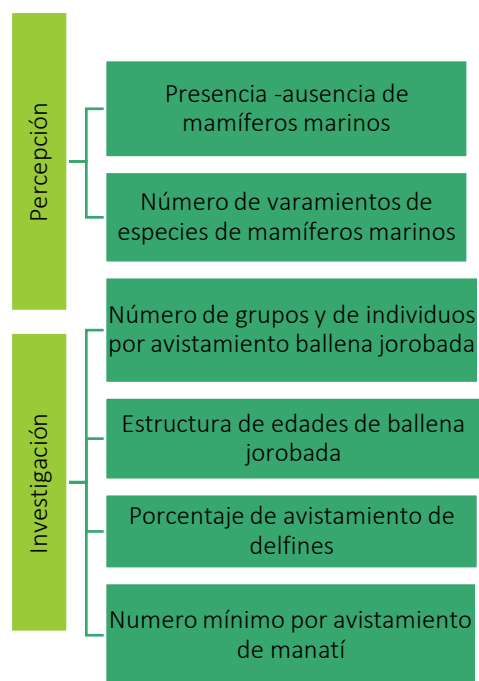 Percepción
Presencia -ausencia de
mamíferos marinos
Número de varamientos de
especies de mamíferos marinos
Investigación
Número de grupos y de individuos
por avistamiento ballena jorobada
Estructura de edades de ballena
jorobada
Porcentaje de avistamiento de
delfines
Numero mínimo por avistamiento
de manatí